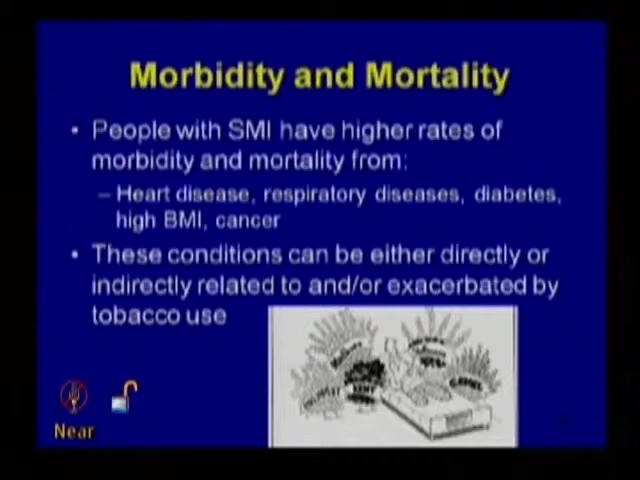 Morbidity and Mortality
• People with SMI have higher rates of
morbidity and mortality from:
– Heart disease, respiratory diseases, diabetes,
high BMI, cancer
• These conditions can be either directly or
indirectly related to and/or exacerbated by
tobacco use
Near